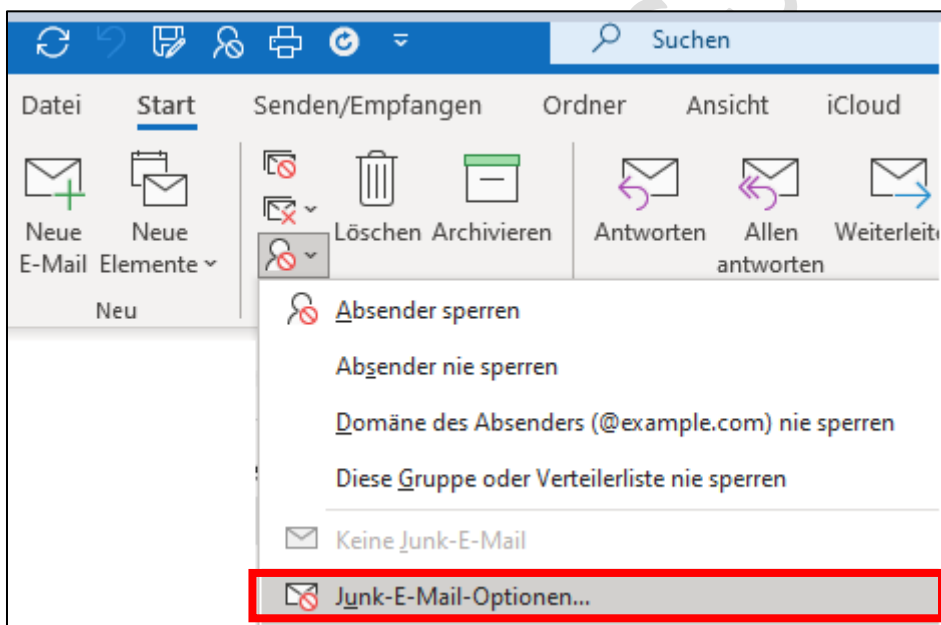 Suchen
Datei Start Senden/Empfangen Ordner Ansicht iCloud
Neue E-Mail
Neue Elemente
Löschen Archivieren
Antworten
Allen antworten
Neu
Absender sperren
Absender nie sperren
Domäne des Absenders (@example.com) nie sperren
Diese Gruppe oder Verteilerliste nie sperren
Keine Junk-E-Mail
Junk-E-Mail-Optionen...